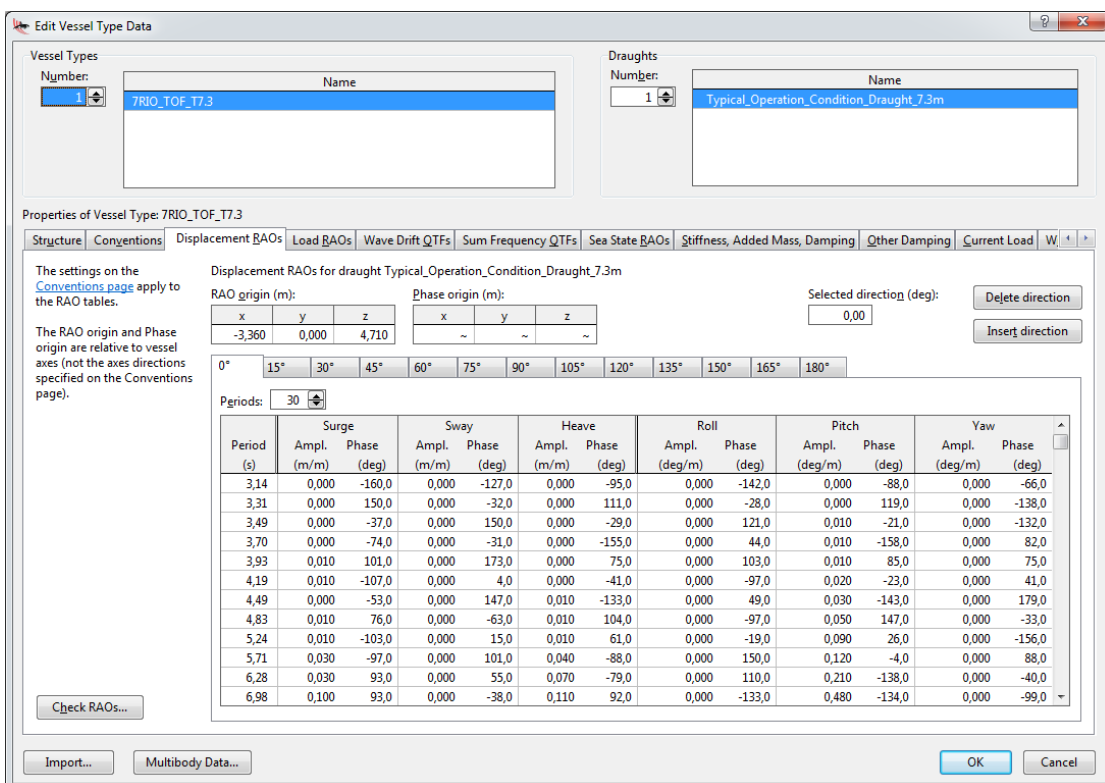 Edit Vessel Type Data
Vessel Types
Number:
1
Name
7RIO_TOF_T7.3
Draughts
Number:
1
Name
Typical_Operation_Condition_Draught_7.3m
Properties of Vessel Type: 7RIO_TOF_T7.3
Structure Conventions Displacement RAOs Load RAOs Wave Drift QTFs Sum Frequency QTFs Sea State RAOs Stiffness, Added Mass, Damping Other Damping Current Load W
The settings on the
Conventions page apply to
the RAO tables.
The RAO origin and Phase
origin are relative to vessel
axes (not the axes directions
specified on the Conventions
page).
Displacement RAOs for draught Typical_Operation_Condition_Draught_7.3m
RAO origin (m): Phase origin (m): Selected direction (deg):
x y z x y z
-3,360 0,000 4,710 ~ ~ ~ 0,00
Delete direction
Insert direction
0° 15° 30° 45° 60° 75° 90° 105° 120° 135° 150° 165° 180°
Periods: 30
Surge Sway Heave Roll Pitch Yaw
Period Ampl. Phase Ampl. Phase Ampl. Phase Ampl. Phase Ampl. Phase Ampl. Phase
(s) (m/m) (deg) (m/m) (deg) (m/m) (deg) (deg/m) (deg) (deg/m) (deg) (deg/m) (deg)
3,14 0,000 -160,0 0,000 -127,0 0,000 -95,0 0,000 -142,0 0,000 -88,0 0,000 -66,0
3,31 0,000 150,0 0,000 -32,0 0,000 111,0 0,000 -28,0 0,000 119,0 0,000 -138,0
3,49 0,000 -37,0 0,000 150,0 0,000 -29,0 0,000 121,0 0,010 -21,0 0,000 -132,0
3,70 0,000 -74,0 0,000 -31,0 0,000 -155,0 0,000 44,0 0,010 -158,0 0,000 82,0
3,93 0,010 101,0 0,000 173,0 0,000 75,0 0,000 103,0 0,010 85,0 0,000 75,0
4,19 0,010 -107,0 0,000 4,0 0,000 -41,0 0,000 -97,0 0,020 -23,0 0,000 41,0
4,49 0,000 -53,0 0,000 147,0 0,010 -133,0 0,000 49,0 0,030 -143,0 0,000 179,0
4,83 0,010 76,0 0,000 -63,0 0,010 104,0 0,000 -97,0 0,050 147,0 0,000 -33,0
5,24 0,010 -103,0 0,000 15,0 0,010 61,0 0,000 -19,0 0,090 26,0 0,000 -156,0
5,71 0,030 -97,0 0,000 101,0 0,040 -88,0 0,000 150,0 0,120 -4,0 0,000 88,0
6,28 0,030 93,0 0,000 55,0 0,070 -79,0 0,000 110,0 0,210 -138,0 0,000 -40,0
6,98 0,100 93,0 0,000 -38,0 0,110 92,0 0,000 -133,0 0,480 -134,0 0,000 -99,0
Check RAOs...
Import... Multibody Data... OK Cancel